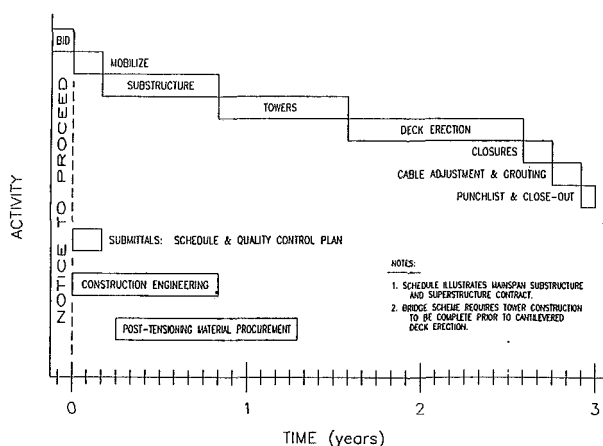 BID
MOBILIZE
SUBSTRUCTURE
TOWERS
DECK ERECTION
CLOSURES
CABLE ADJUSTMENT & GROUTING
PUNCHLIST & CLOSE-OUT
ACTIVITY
NOTICE TO PROCEED
SUBMITTALS: SCHEDULE & QUALITY CONTROL PLAN
CONSTRUCTION ENGINEERING
POST-TENSIONING MATERIAL PROCUREMENT
NOTES:
1. SCHEDULE ILLUSTRATES MAINSPAN SUBSTRUCTURE
AND SUPERSTRUCTURE CONTRACT.
2. BRIDGE SCHEME REQUIRES TOWER CONSTRUCTION
TO BE COMPLETE PRIOR TO CANTILEVERED
DECK ERECTION.
0 1 2 3
TIME (years)